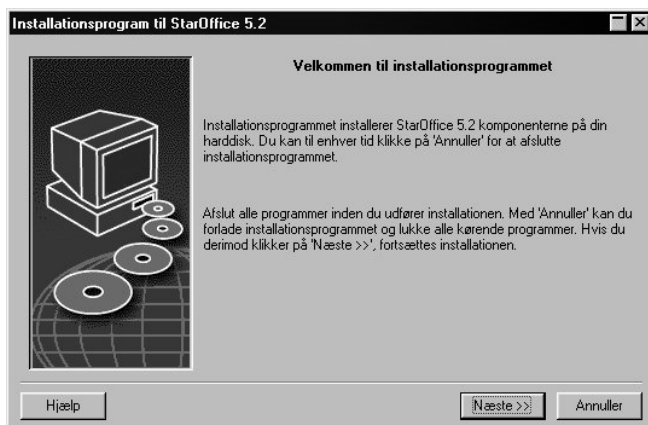 Installationsprogram til StarOffice 5.2
Velkommen til installationsprogrammet
Installationsprogrammet installerer StarOffice 5.2 komponenterne på din
harddisk. Du kan til enhver tid klikke på 'Annuller' for at afslutte
installationsprogrammet.
Afslut alle programmer inden du udfører installationen. Med 'Annuller' kan du
forlade installationsprogrammet og lukke alle kørende programmer. Hvis du
derimod klikker på 'Næste >>', fortsættes installationen.
Hjælp
Næste >>
Annuller